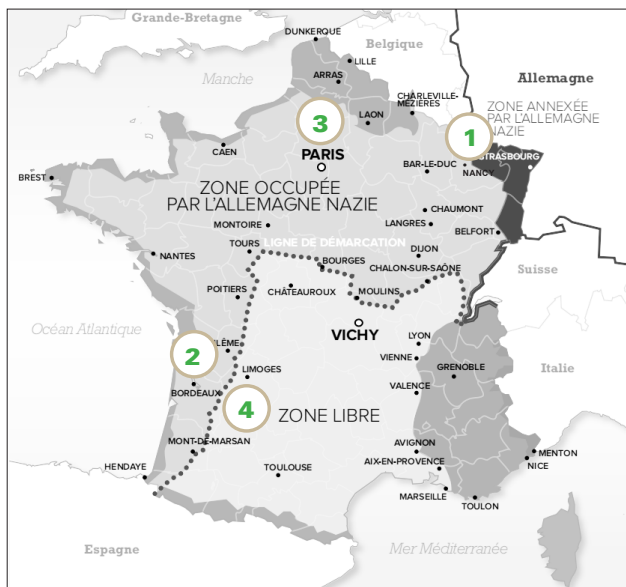 Grande-Bretagne
DUNKERQUE
Belgique
LILLE
ARRAS
Manche
Allemagne
CHARLEVILLE-
MÉZIÈRES
LAON
ZONE ANNEXÉE
PAR L'ALLEMAGNE
NAZIE
3
1
CAEN
PARIS
STRASBOURG
BAR-LE-DUC
NANCY
BREST
ZONE OCCUPÉE
PAR L'ALLEMAGNE NAZIE
CHAUMONT
MONTOIRE
LANGRES
BELFORT
LIGNE DE DÉMARCATION
TOURS
DIJON
NANTES
BOURGES
CHALON-SUR-SAÔNE
Suisse
CHÂTEAUROUX
MOULINS
POITIERS
VICHY
Océan Atlantique
LYON
2
LÊME
VIENNE
Italie
LIMOGES
GRENOBLE
BORDEAUX
VALENCE
4
ZONE LIBRE
MONT-DE-MARSAN
AVIGNON
MENTON
AIX-EN-PROVENCE
NICE
HENDAYE
TOULOUSE
MARSEILLE
TOULON
Espagne
Mer Méditerranée